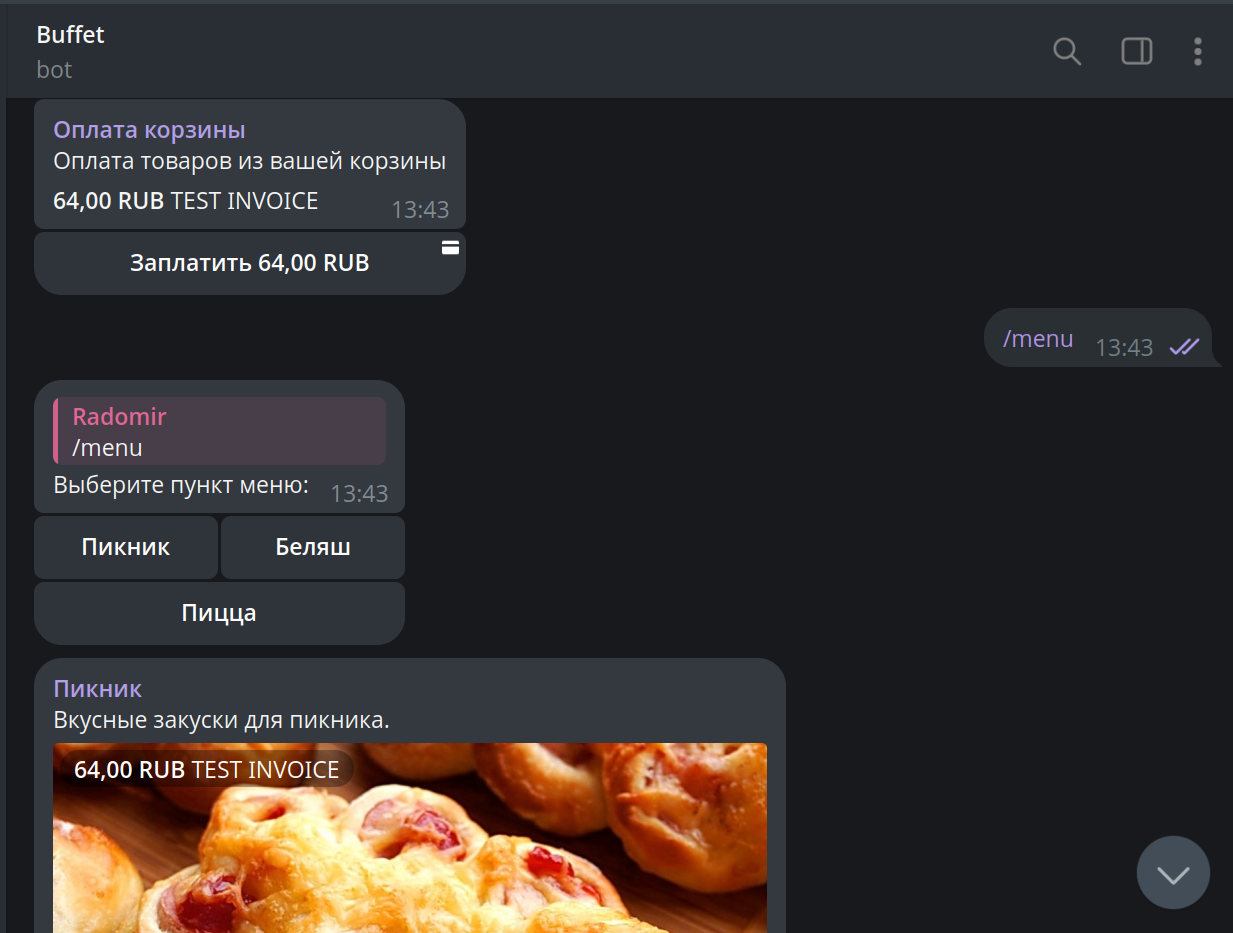 Buffet
bot
Оплата корзины
Оплата товаров из вашей корзины
64,00 RUB TEST INVOICE
13:43
Заплатить 64,00 RUB
/menu 13:43
Radomir
/menu
Выберите пункт меню: 13:43
Пикник Беляш
Пицца
Пикник
Вкусные закуски для пикника.
64,00 RUB TEST INVOICE